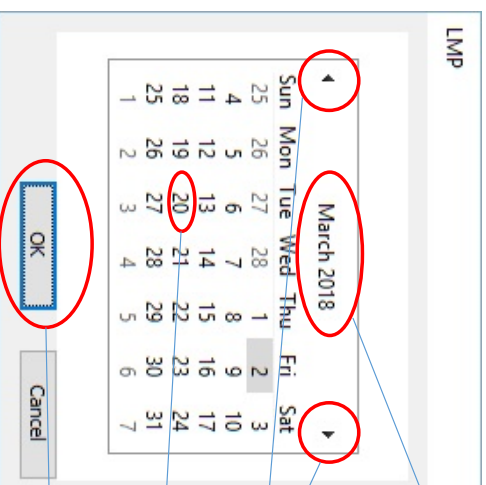 LMP
March 2018
Sun Mon Tue Wed Thu Fri Sat
25 26 27 28 1 2 3
4 5 6 7 8 9 10
11 12 13 14 15 16 17
18 19 20 21 22 23 24
25 26 27 28 29 30 31
1 2 3 4 5 6 7
OK Cancel